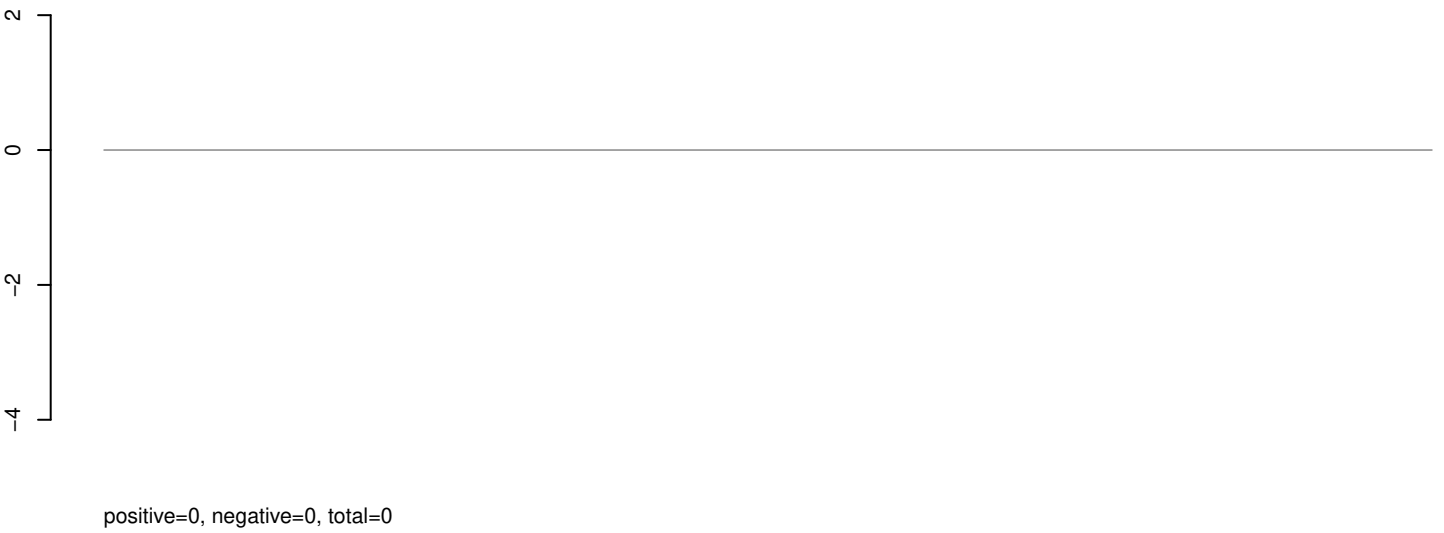 2
0
−2
−4
positive=0, negative=0, total=0